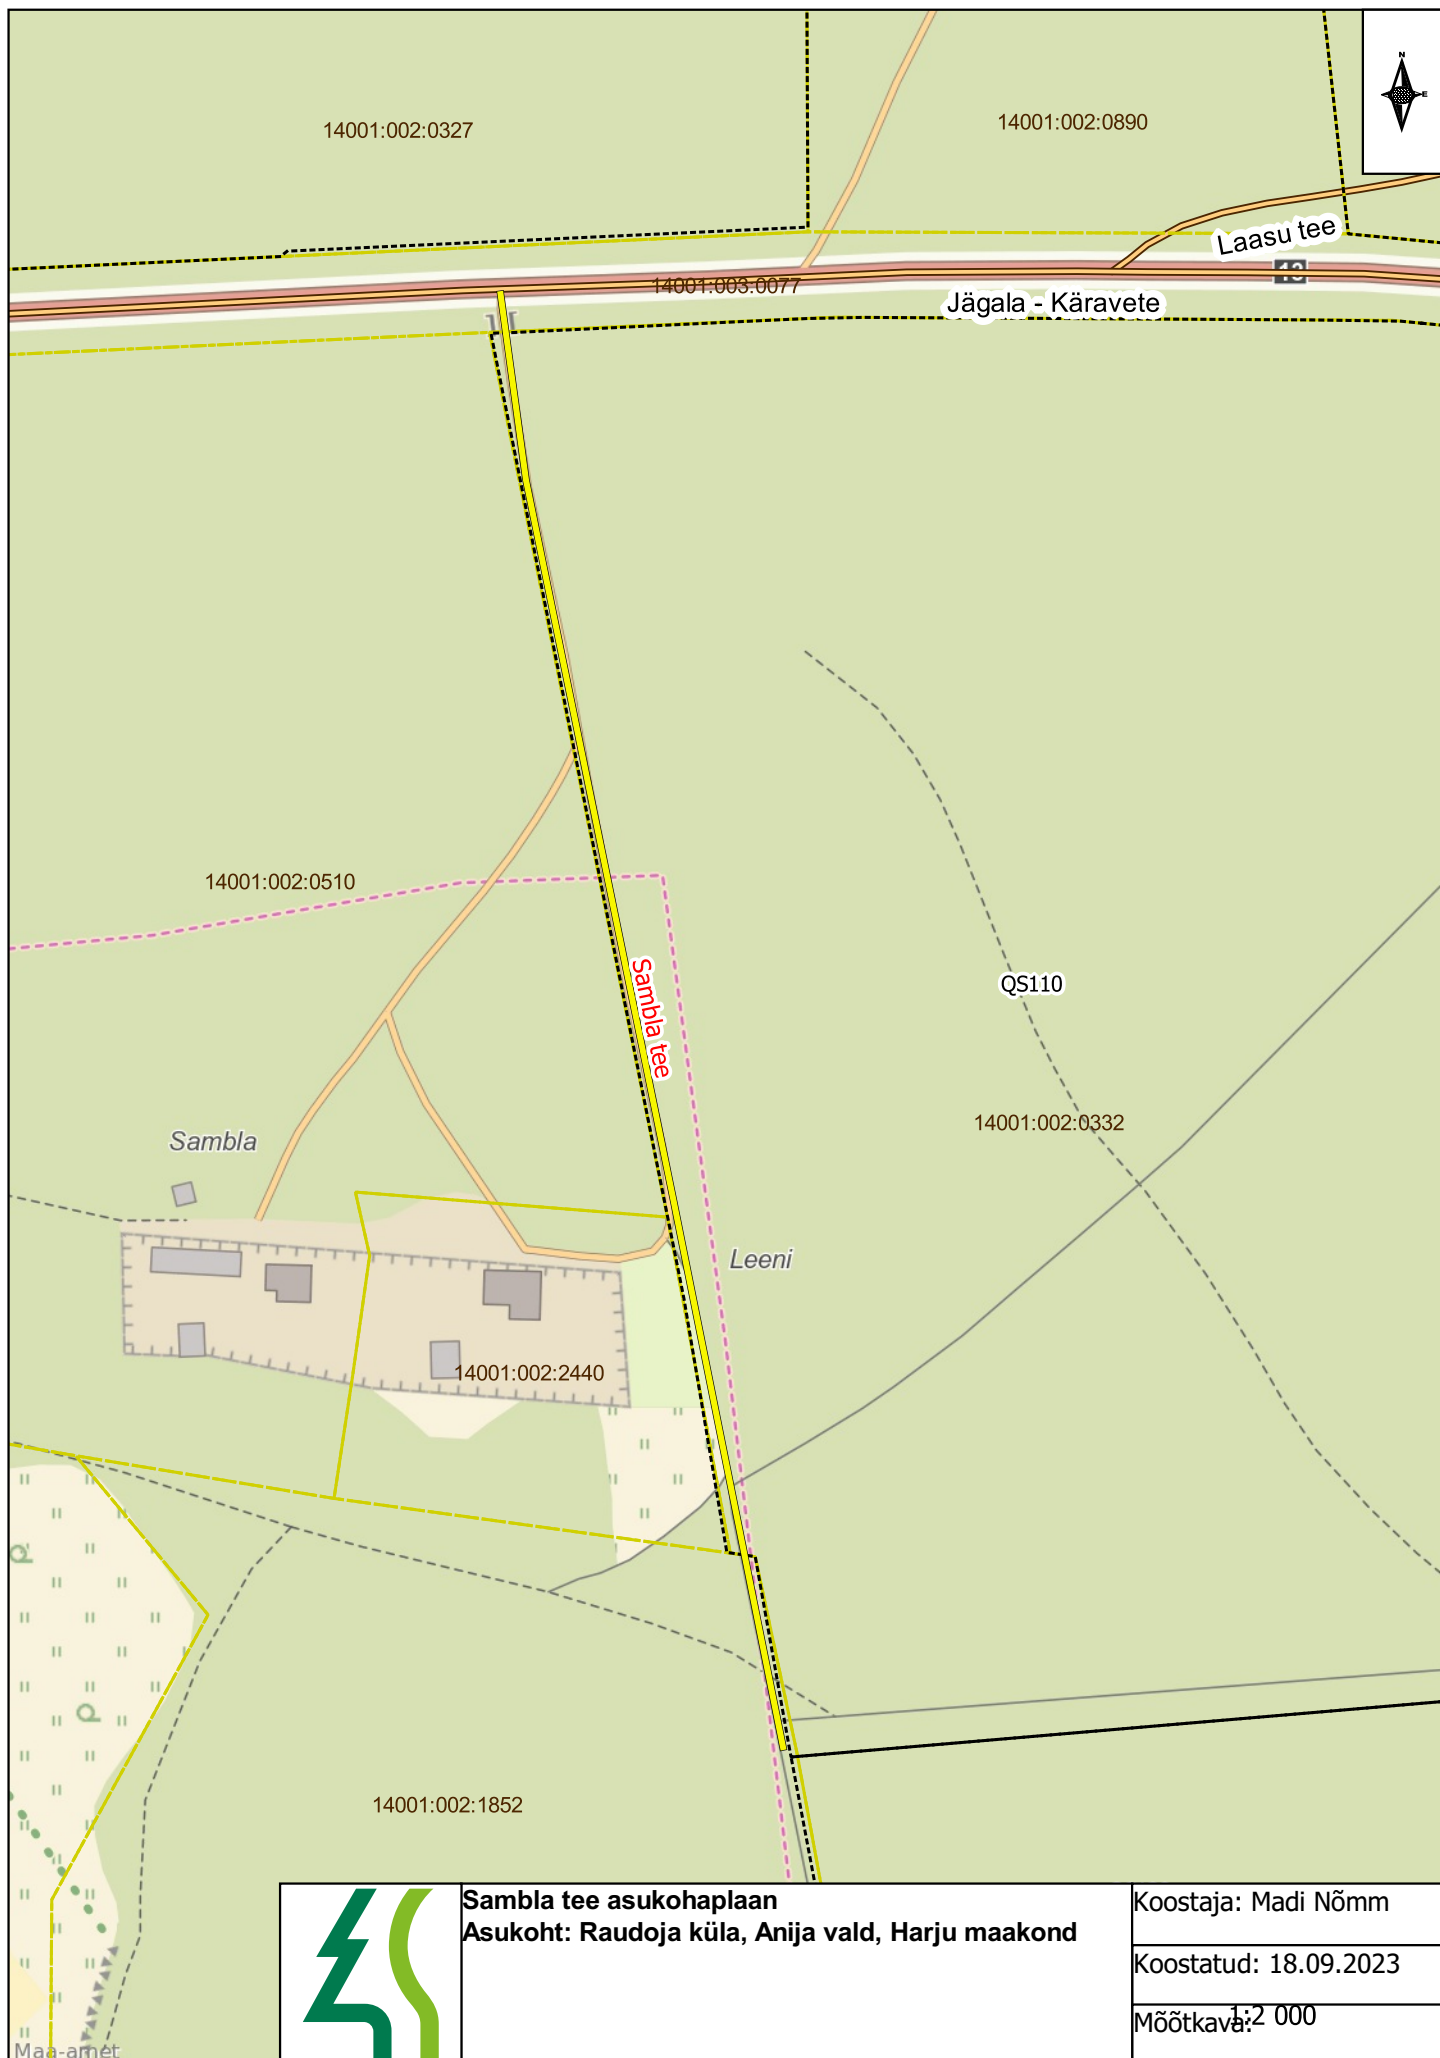 N
E
14001:002:0327
14001:002:0890
Laasu tee
13
14001:003:0077
Jägala - Käravete
14001:002:0510
Sambla tee
QS110
14001:002:0332
Sambla
Leeni
14001:002:2440
14001:002:1852
Sambla tee asukohaplaan
Asukoht: Raudoja küla, Anija vald, Harju maakond
Koostaja: Madi Nõmm
Koostatud: 18.09.2023
Mõõtkava: 1:2 000
Maa-amet